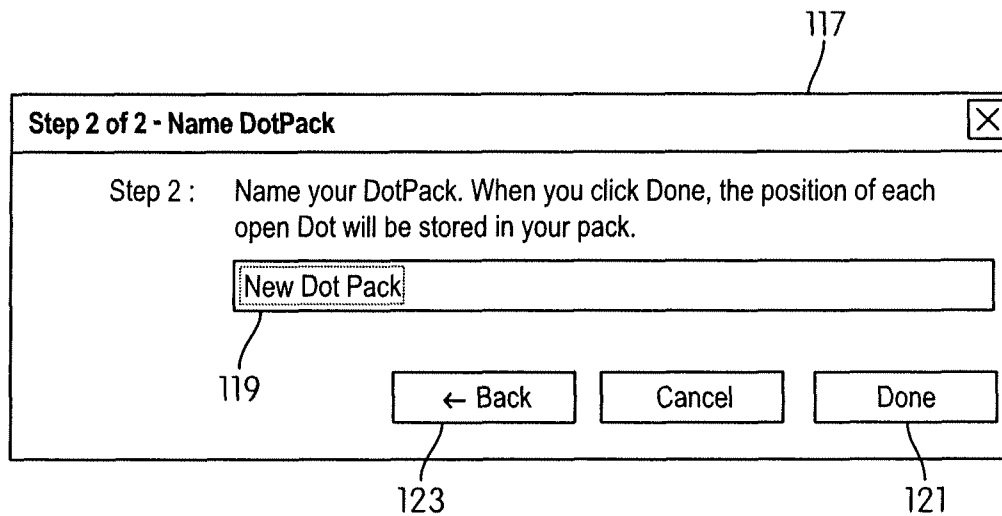 117
Step 2 of 2 - Name DotPack
Step 2 : Name your DotPack. When you click Done, the position of each
open Dot will be stored in your pack.
New Dot Pack
119
← Back Cancel Done
123 121